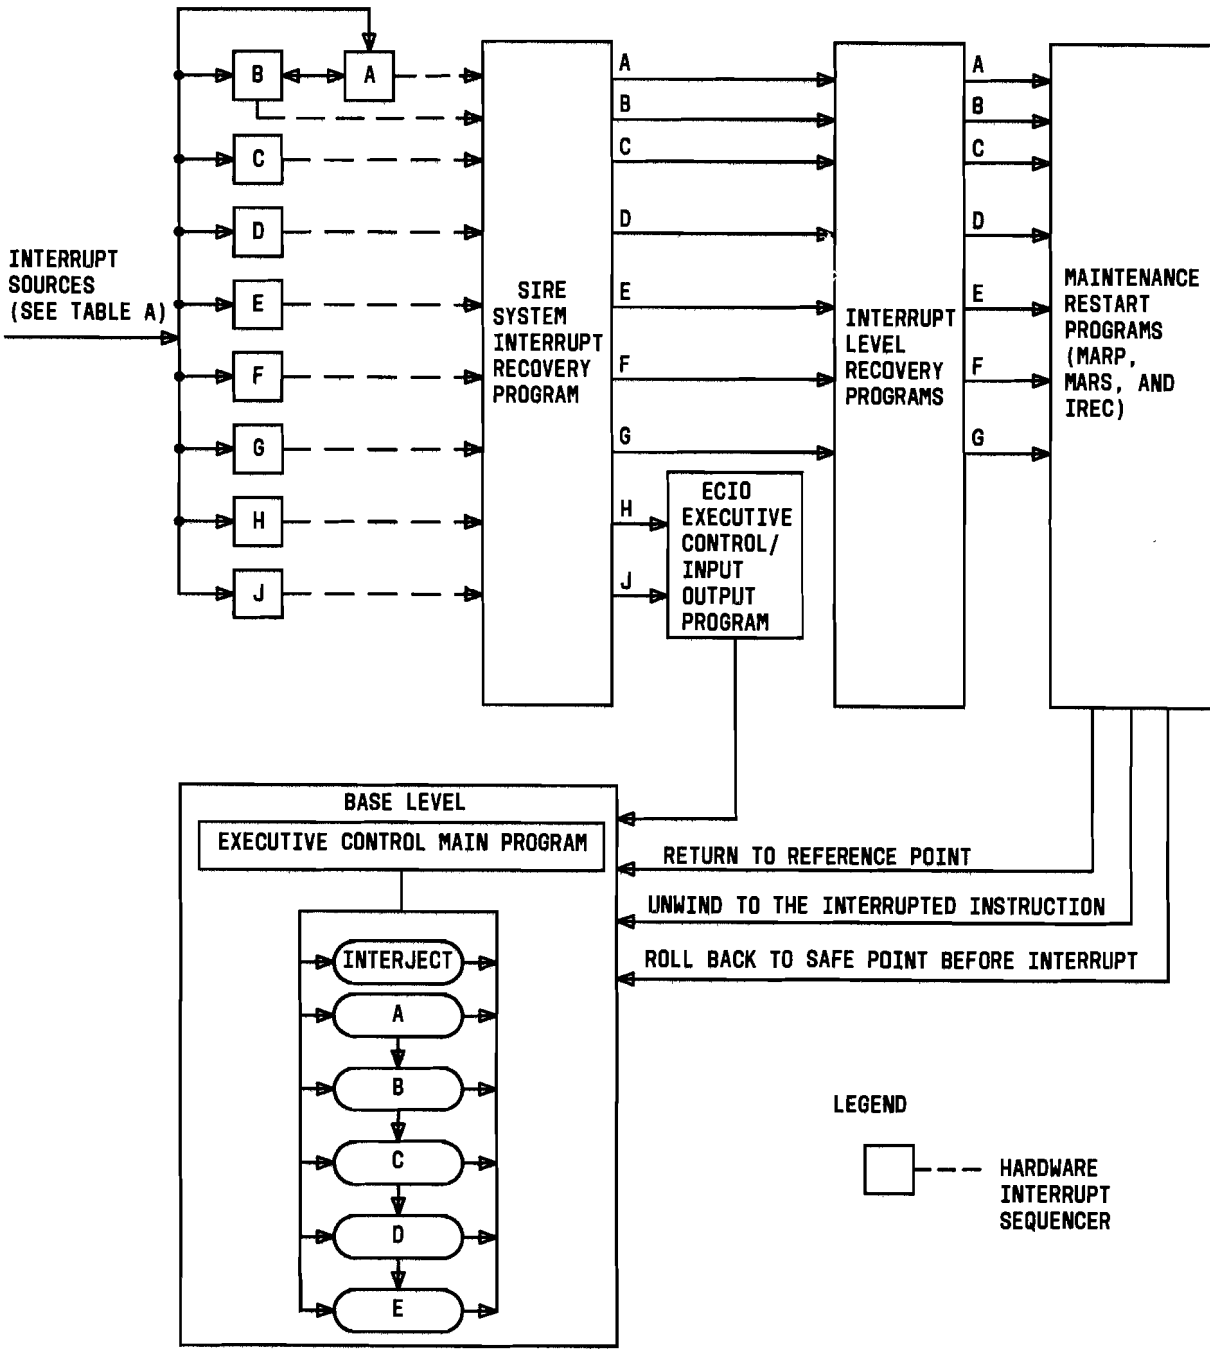 B
A
A
A
B
B
C
C
C
D
D
D
INTERRUPT
SOURCES
(SEE TABLE A)
E
SIRE
SYSTEM
INTERRUPT
RECOVERY
PROGRAM
E
INTERRUPT
LEVEL
RECOVERY
PROGRAMS
E
MAINTENANCE
RESTART
PROGRAMS
(MARP,
MARS, AND
IREC)
F
F
F
G
G
G
H
H
J
J
ECIO
EXECUTIVE
CONTROL/
INPUT
OUTPUT
PROGRAM
BASE LEVEL
EXECUTIVE CONTROL MAIN PROGRAM
RETURN TO REFERENCE POINT
UNWIND TO THE INTERRUPTED INSTRUCTION
ROLL BACK TO SAFE POINT BEFORE INTERRUPT
INTERJECT
A
B
C
D
E
LEGEND
HARDWARE
INTERRUPT
SEQUENCER